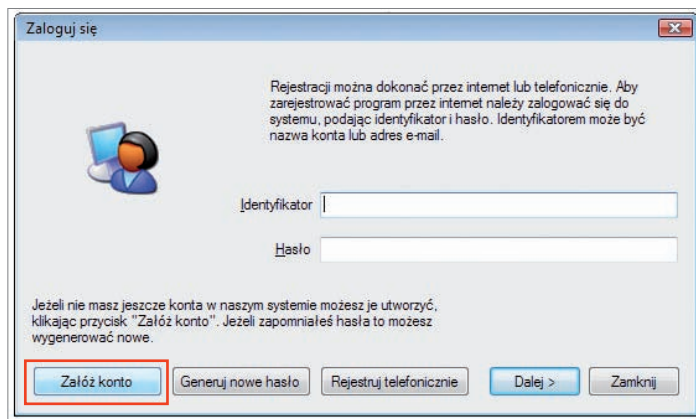 Zaloguj się
Rejestracji można dokonać przez internet lub telefonicznie. Aby
zarejestrować program przez internet należy zalogować się do
systemu, podając identyfikator i hasło. Identyfikatorem może być
nazwa konta lub adres e-mail.
Identyfikator
Hasło
Jeżeli nie masz jeszcze konta w naszym systemie możesz je utworzyć,
klikając przycisk "Załóż konto". Jeżeli zapomniałeś hasła to możesz
wygenerować nowe.
Załóż konto Generuj nowe hasło Rejestruj telefonicznie Dalej > Zamknij